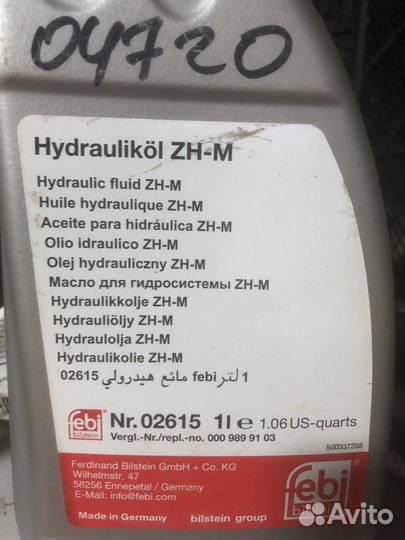 04720
Hydrauliköl ZH-M
Hydraulic fluid ZH-M
Huile hydraulique ZH-M
Aceite para hidráulica ZH-M
Olio idraulico ZH-M
Olej hydrauliczny ZH-M
Масло для гидросистемы ZH-M
Hydraulikkolje ZH-M
Hydrauliöljy ZH-M
Hydraulolja ZH-M
Hydraulikolie ZH-M
1 لتر febi مائع هيدرولي 02615
febi bilstein
Nr. 02615 1l e 1.06 US-quarts
Vergl.-Nr./repl.-no. 000 989 91 03
500337255
Ferdinand Bilstein GmbH + Co. KG
Wilhelmstr. 47
58256 Ennepetal / Germany
E-Mail: info@febi.com
Made in Germany bilstein group
febi bilstein
Avito